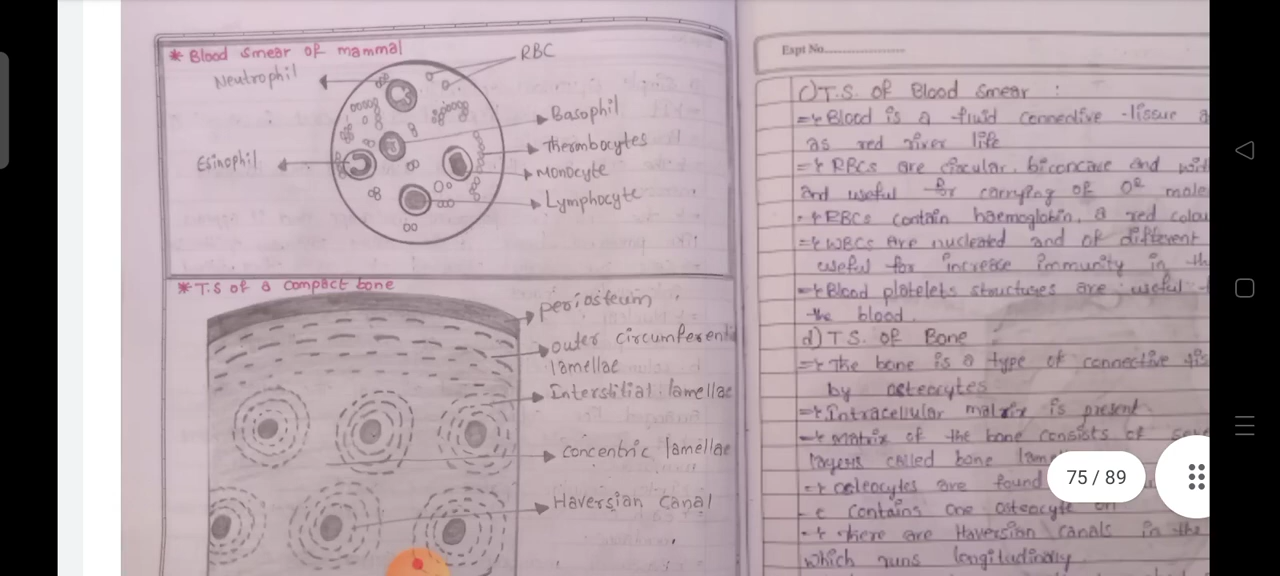 * Blood smear of mammal
Neutrophil
RBC
Basophil
Thrombocytes
Esinophil
Monocyte
Lymphocyte
* T.S of a compact bone
periosteum
outer circumferenti
lamellae
Interstitial lamellae
concentric lamellae
Haversian canal
Expt No.
c) T.S. of Blood smear :
Blood is a fluid connective tissue a
as red river life
RBCs are circular, biconcave and with
and useful for carrying of O2 mole
RBCs contain haemoglobin, a red colou
WBCs are nucleated and of different
useful for increase immunity in th
Blood platelets structures are useful
the blood.
d) T.S. of Bone
The bone is a type of connective tis
by osteocytes
Intracellular matrix is present
Matrix of the bone consists of
layers called bone lame
75 / 89
osteocytes are found
contains one osteocyte
There are Haversian canals in the
which runs longitudinally